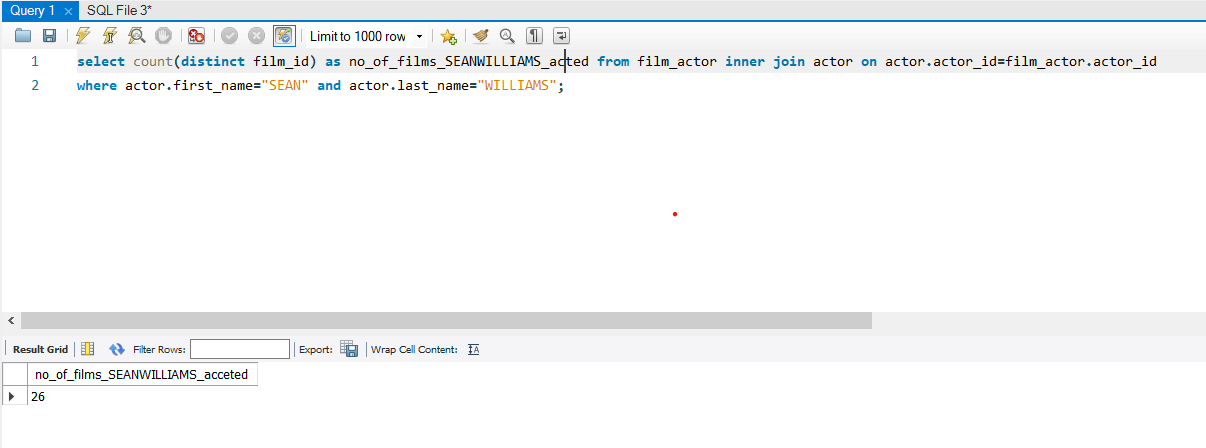 Query 1 × SQL File 3*
Limit to 1000 row
1 select count(distinct film_id) as no_of_films_SEANWILLIAMS_acted from film_actor inner join actor on actor.actor_id=film_actor.actor_id
2 where actor.first_name="SEAN" and actor.last_name="WILLIAMS";
Result Grid Filter Rows: Export: Wrap Cell Content: IA
no_of_films_SEANWILLIAMS_acceted
26